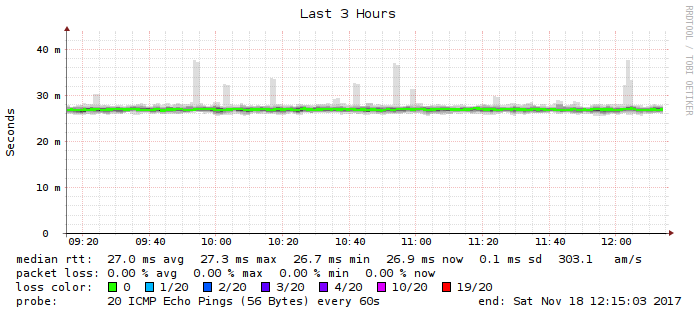 Last 3 Hours
RRDTOOL / TOBI OETIKER
Seconds
40 m
30 m
20 m
10 m
0
09:20 09:40 10:00 10:20 10:40 11:00 11:20 11:40 12:00
median rtt: 27.0 ms avg 27.3 ms max 26.7 ms min 26.9 ms now 0.1 ms sd 303.1 am/s
packet loss: 0.00 % avg 0.00 % max 0.00 % min 0.00 % now
loss color: 0 1/20 2/20 3/20 4/20 10/20 19/20
probe: 20 ICMP Echo Pings (56 Bytes) every 60s end: Sat Nov 18 12:15:03 2017